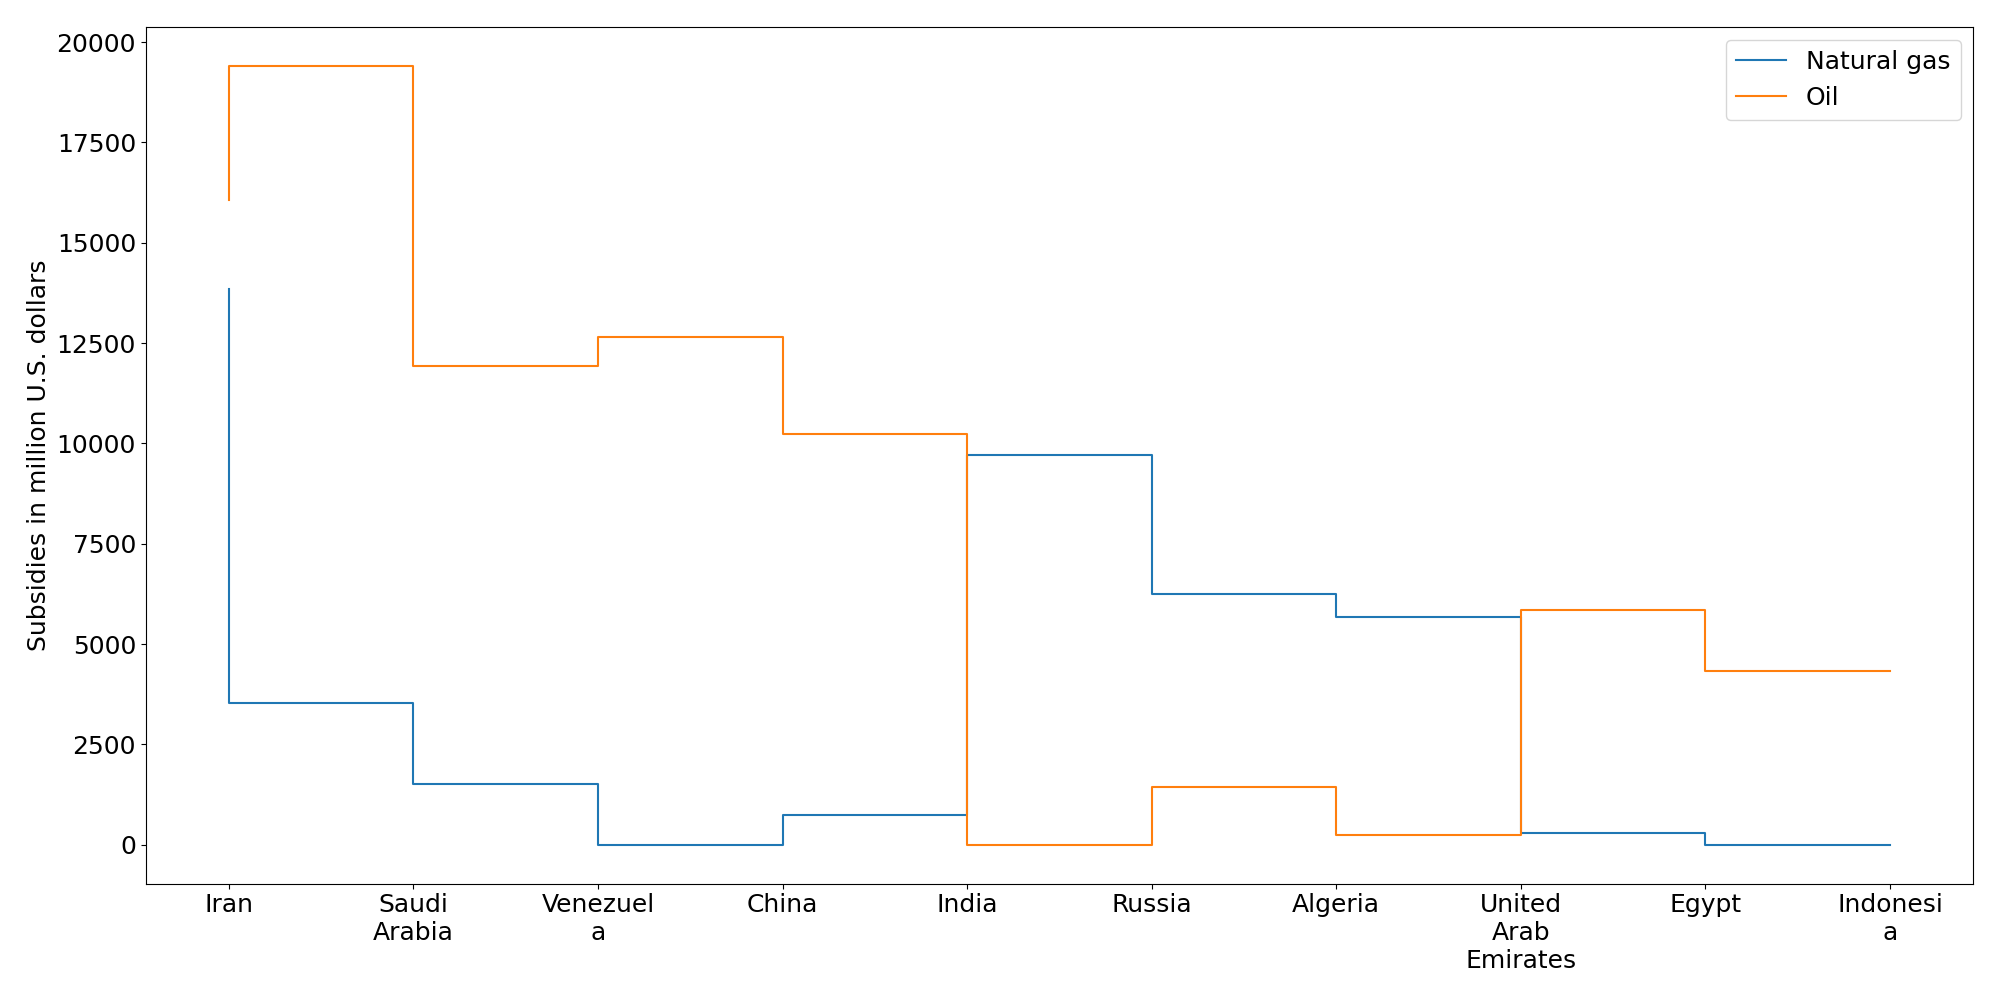 Subsidies in million U.S. dollars
20000
17500
15000
12500
10000
7500
5000
2500
0
Natural gas
Oil
Iran
Saudi
Arabia
Venezuel
a
China
India
Russia
Algeria
United
Arab
Emirates
Egypt
Indonesi
a